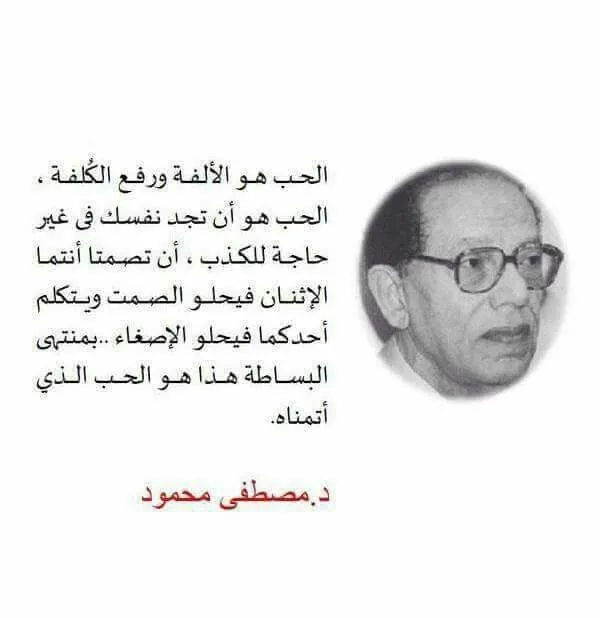 الحب هو الألفة ورفع الكُلفة ،
الحب هو أن تجد نفسك فى غير
حاجة للكذب ، أن تصمتا أنتما
الإثنان فيحلو الصمت ويتكلم
أحدكما فيحلو الإصغاء ..بمنتهى
البساطة هذا هو الحب الذي
أتمناه.
د.مصطفى محمود